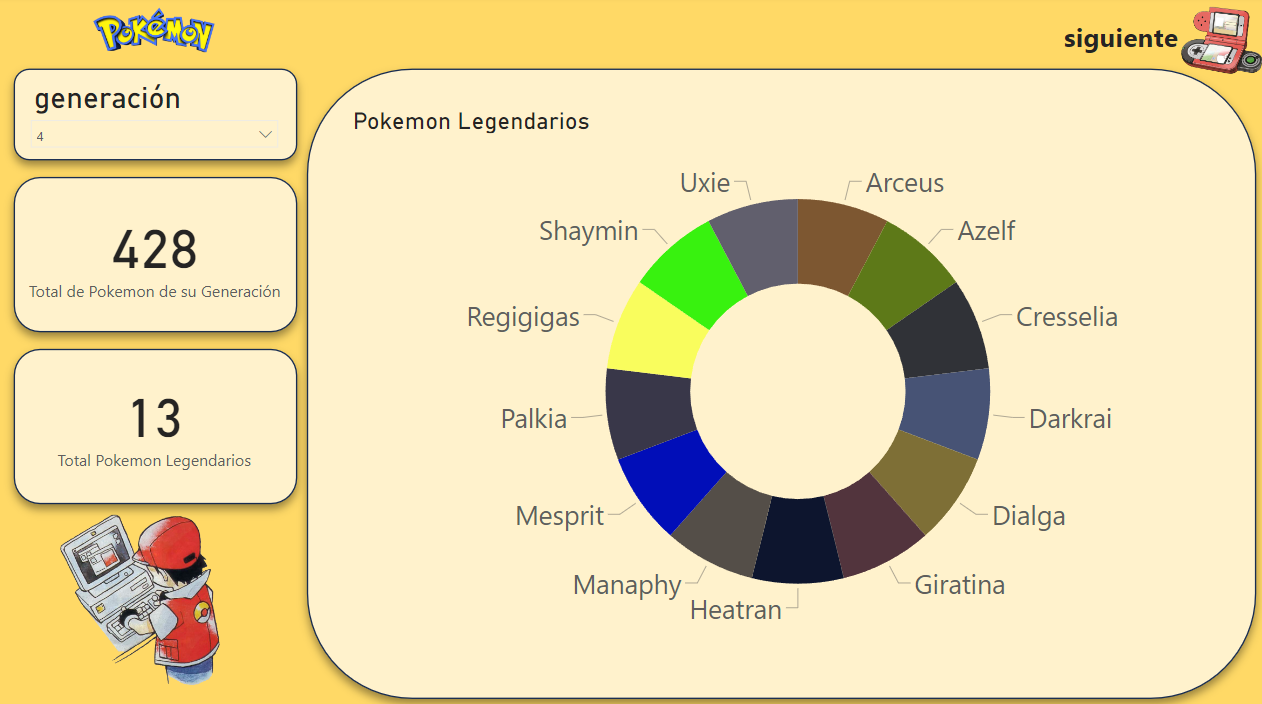 Pokémon
siguiente
generación
4
428
Total de Pokemon de su Generación
13
Total Pokemon Legendarios
Pokemon Legendarios
Uxie
Arceus
Shaymin
Azelf
Regigigas
Cresselia
Palkia
Darkrai
Mesprit
Dialga
Manaphy
Giratina
Heatran